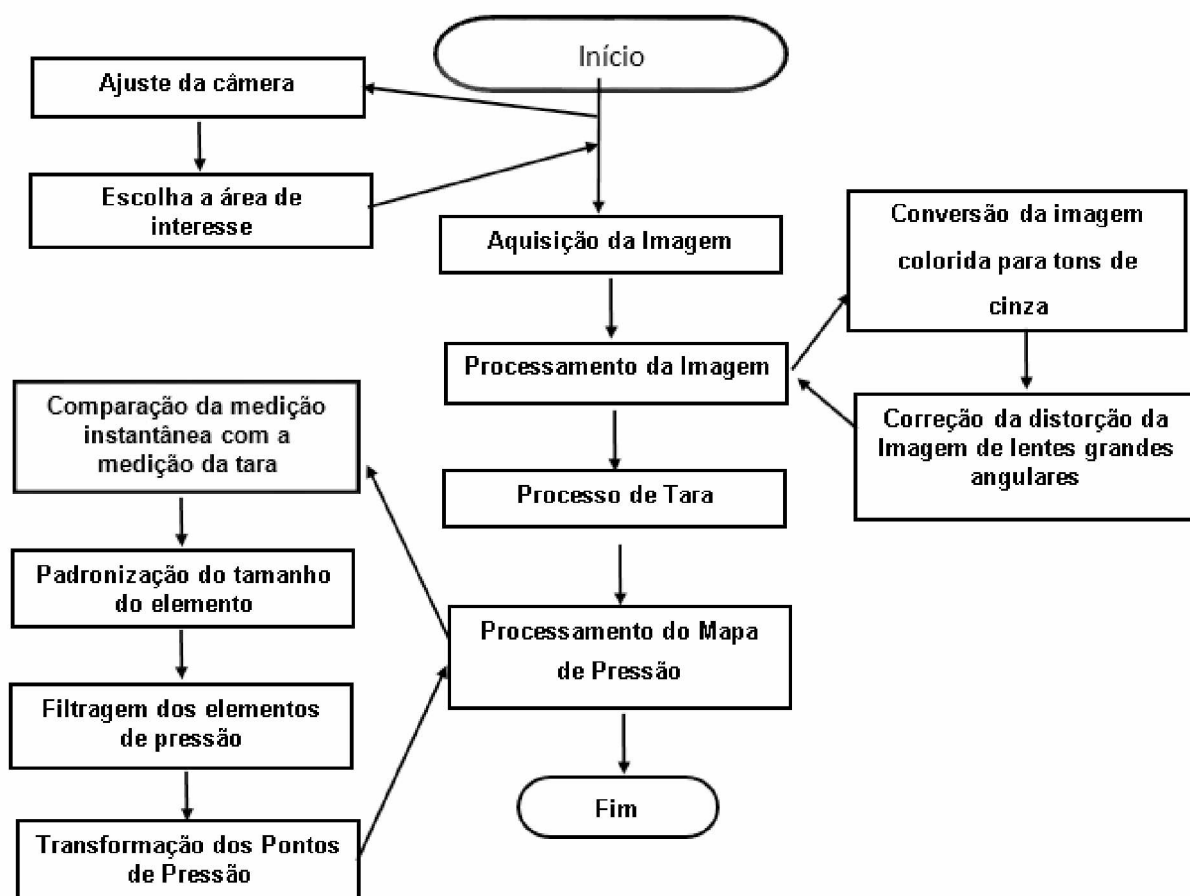 Início
Ajuste da câmera
Escolha a área de
interesse
Aquisição da Imagem
Processamento da Imagem
Conversão da imagem
colorida para tons de
cinza
Correção da distorção da
Imagem de lentes grandes
angulares
Processo de Tara
Processamento do Mapa
de Pressão
Comparação da medição
instantânea com a
medição da tara
Padronização do tamanho
do elemento
Filtragem dos elementos
de pressão
Transformação dos Pontos
de Pressão
Fim